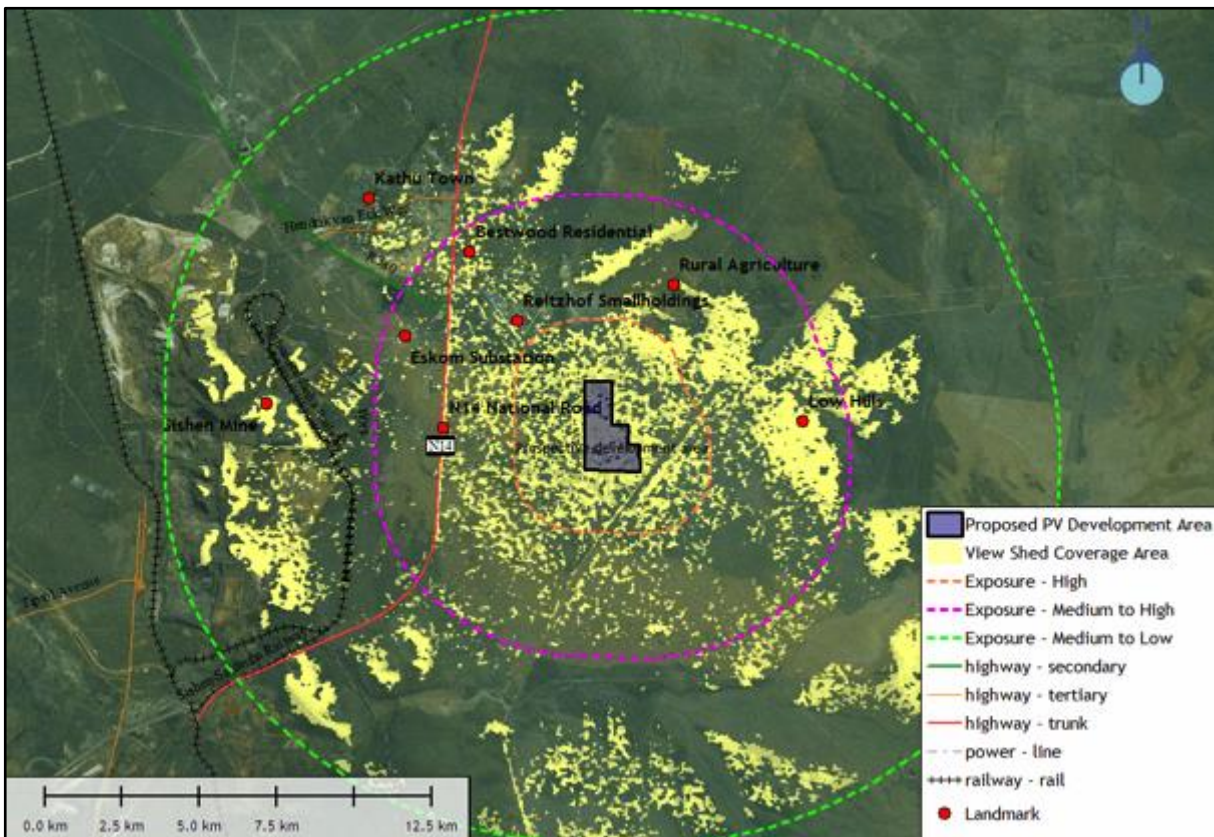 Kathu Town
Bestwood Residential
Rural Agriculture
Reitzhof Smallholdings
Eskom Substation
N14 National Road
N14
Prospective development area
Low Hills
Sishen Mine
Proposed PV Development Area
View Shed Coverage Area
Exposure - High
Exposure - Medium to High
Exposure - Medium to Low
highway - secondary
highway - tertiary
highway - trunk
power - line
railway - rail
Landmark
0.0 km
2.5 km
5.0 km
7.5 km
12.5 km